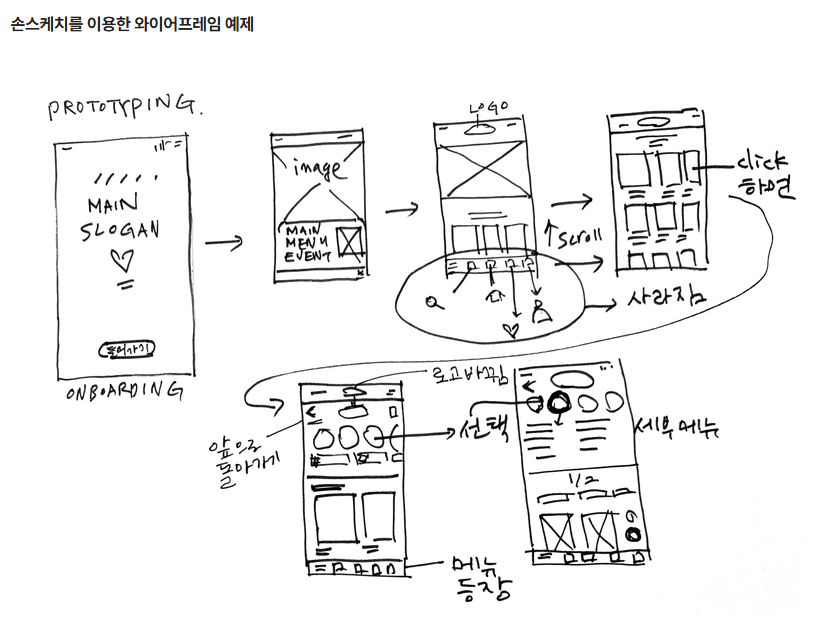 손스케치를 이용한 와이어프레임 예제
PROTOTYPING.
MAIN
SLOGAN
들어가기
ONBOARDING
image
MAIN
MENU
EVENT
LOGO
scroll
사라짐
click
하면
로고바뀜
앞으로
돌아가기
선택
메뉴
등장
세부메뉴
1/2